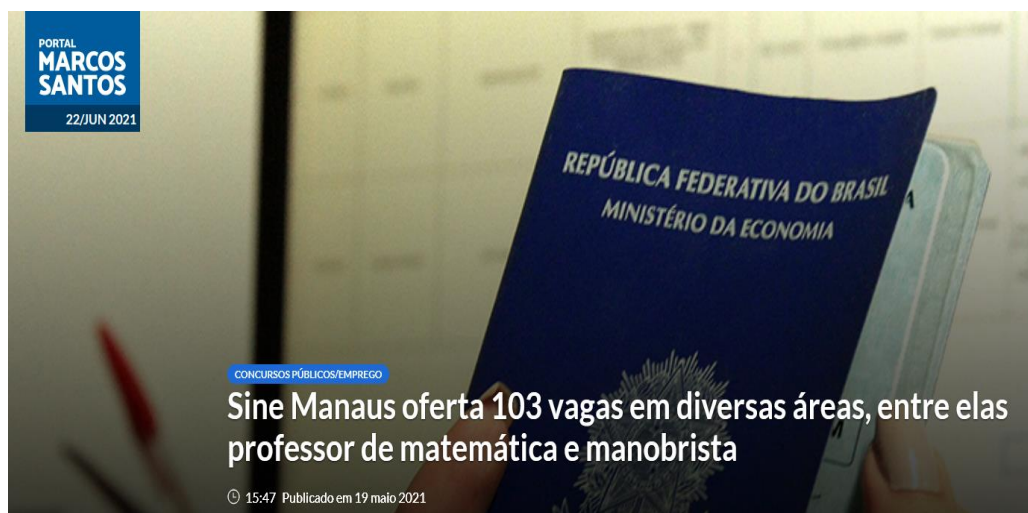 PORTAL
MARCOS
SANTOS
22/JUN 2021
REPÚBLICA FEDERATIVA DO BRASIL
MINISTÉRIO DA ECONOMIA
CONCURSOS PÚBLICOS/EMPREGO
Sine Manaus oferta 103 vagas em diversas áreas, entre elas
professor de matemática e manobrista
15:47 Publicado em 19 maio 2021